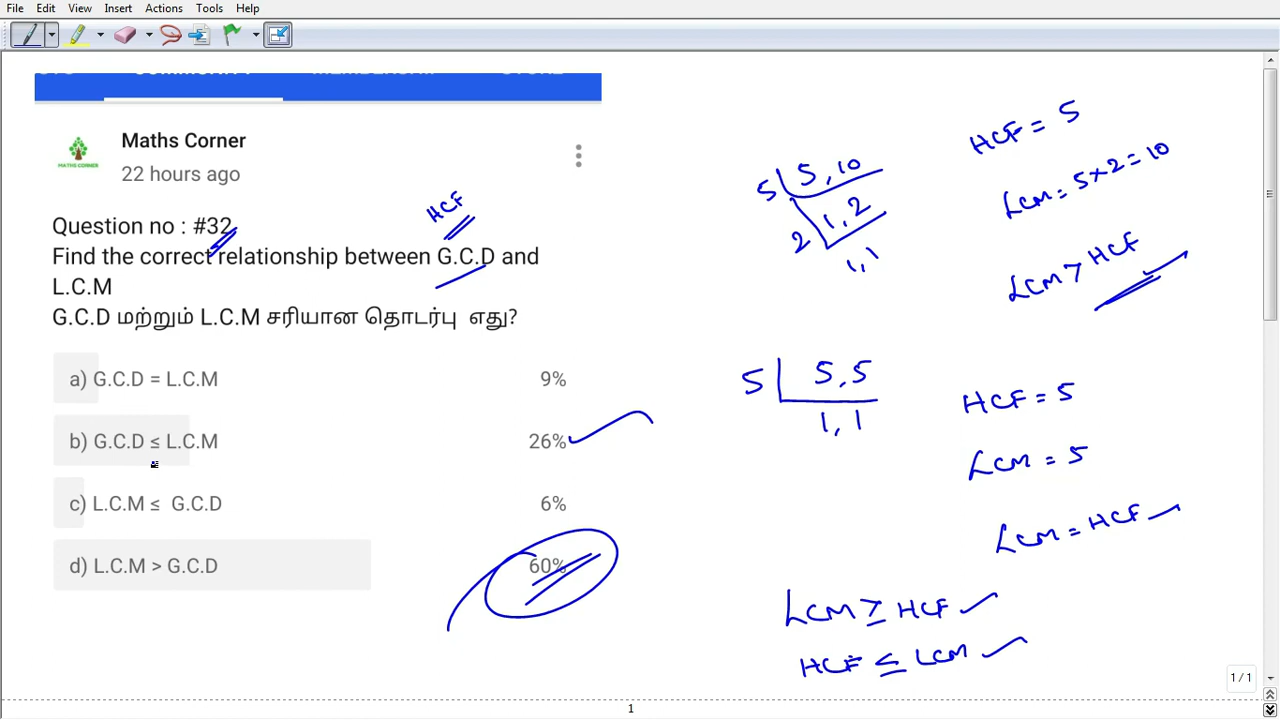 File Edit View Insert Actions Tools Help
Maths Corner
MATHS CORNER
22 hours ago
Question no : #32
HCF
Find the correct relationship between G.C.D and
L.C.M
G.C.D மற்றும் L.C.M சரியான தொடர்பு எது?
a) G.C.D = L.C.M 9%
b) G.C.D ≤ L.C.M 26%
c) L.C.M ≤ G.C.D 6%
d) L.C.M > G.C.D 60%
5 5, 10
2 1, 2
1, 1
HCF = 5
LCM = 5×2 = 10
LCM > HCF
5 5, 5
1, 1
HCF = 5
LCM = 5
LCM = HCF
LCM ≥ HCF
HCF ≤ LCM
1 / 1
1